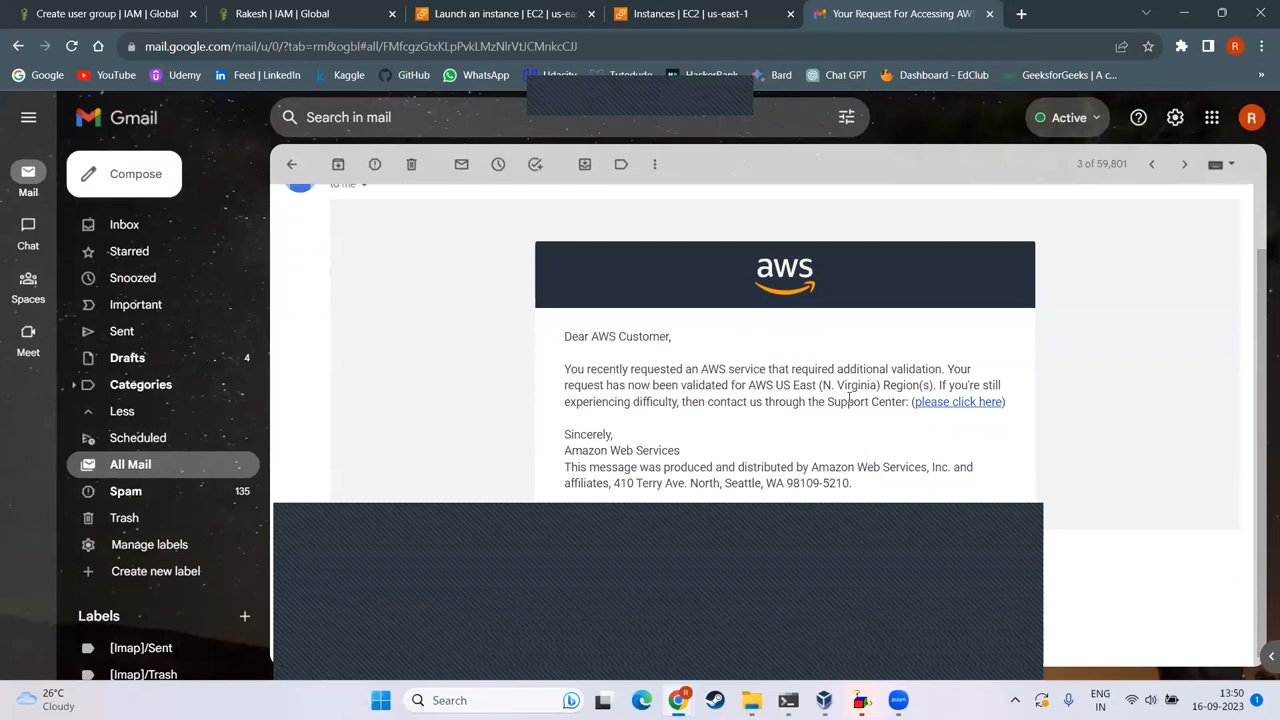 Create user group | IAM | Global
Rakesh | IAM | Global
Launch an instance | EC2 | us-ea
Instances | EC2 | us-east-1
Your Request For Accessing AW
mail.google.com/mail/u/0/?tab=rm&ogbl#all/FMfcgzGtxKLpPvkLMzNlrVtJCMnkcCJJ
Google
YouTube
Udemy
Feed | LinkedIn
Kaggle
GitHub
WhatsApp
Udacity
Tutedude
HackerRank
Bard
Chat GPT
Dashboard - EdClub
GeeksforGeeks | A c...
Gmail
Search in mail
Active
R
Mail
Compose
3 of 59,801
to me
Chat
Inbox
Starred
Spaces
Snoozed
Important
Meet
Sent
Drafts 4
Categories
Less
Scheduled
All Mail
Spam 135
Trash
Manage labels
Create new label
Labels
[Imap]/Sent
[Imap]/Trash
aws
Dear AWS Customer,
You recently requested an AWS service that required additional validation. Your
request has now been validated for AWS US East (N. Virginia) Region(s). If you're still
experiencing difficulty, then contact us through the Support Center: (please click here)
Sincerely,
Amazon Web Services
This message was produced and distributed by Amazon Web Services, Inc. and
affiliates, 410 Terry Ave. North, Seattle, WA 98109-5210.
26°C
Cloudy
Search
zoom
ENG
IN
13:50
16-09-2023
1